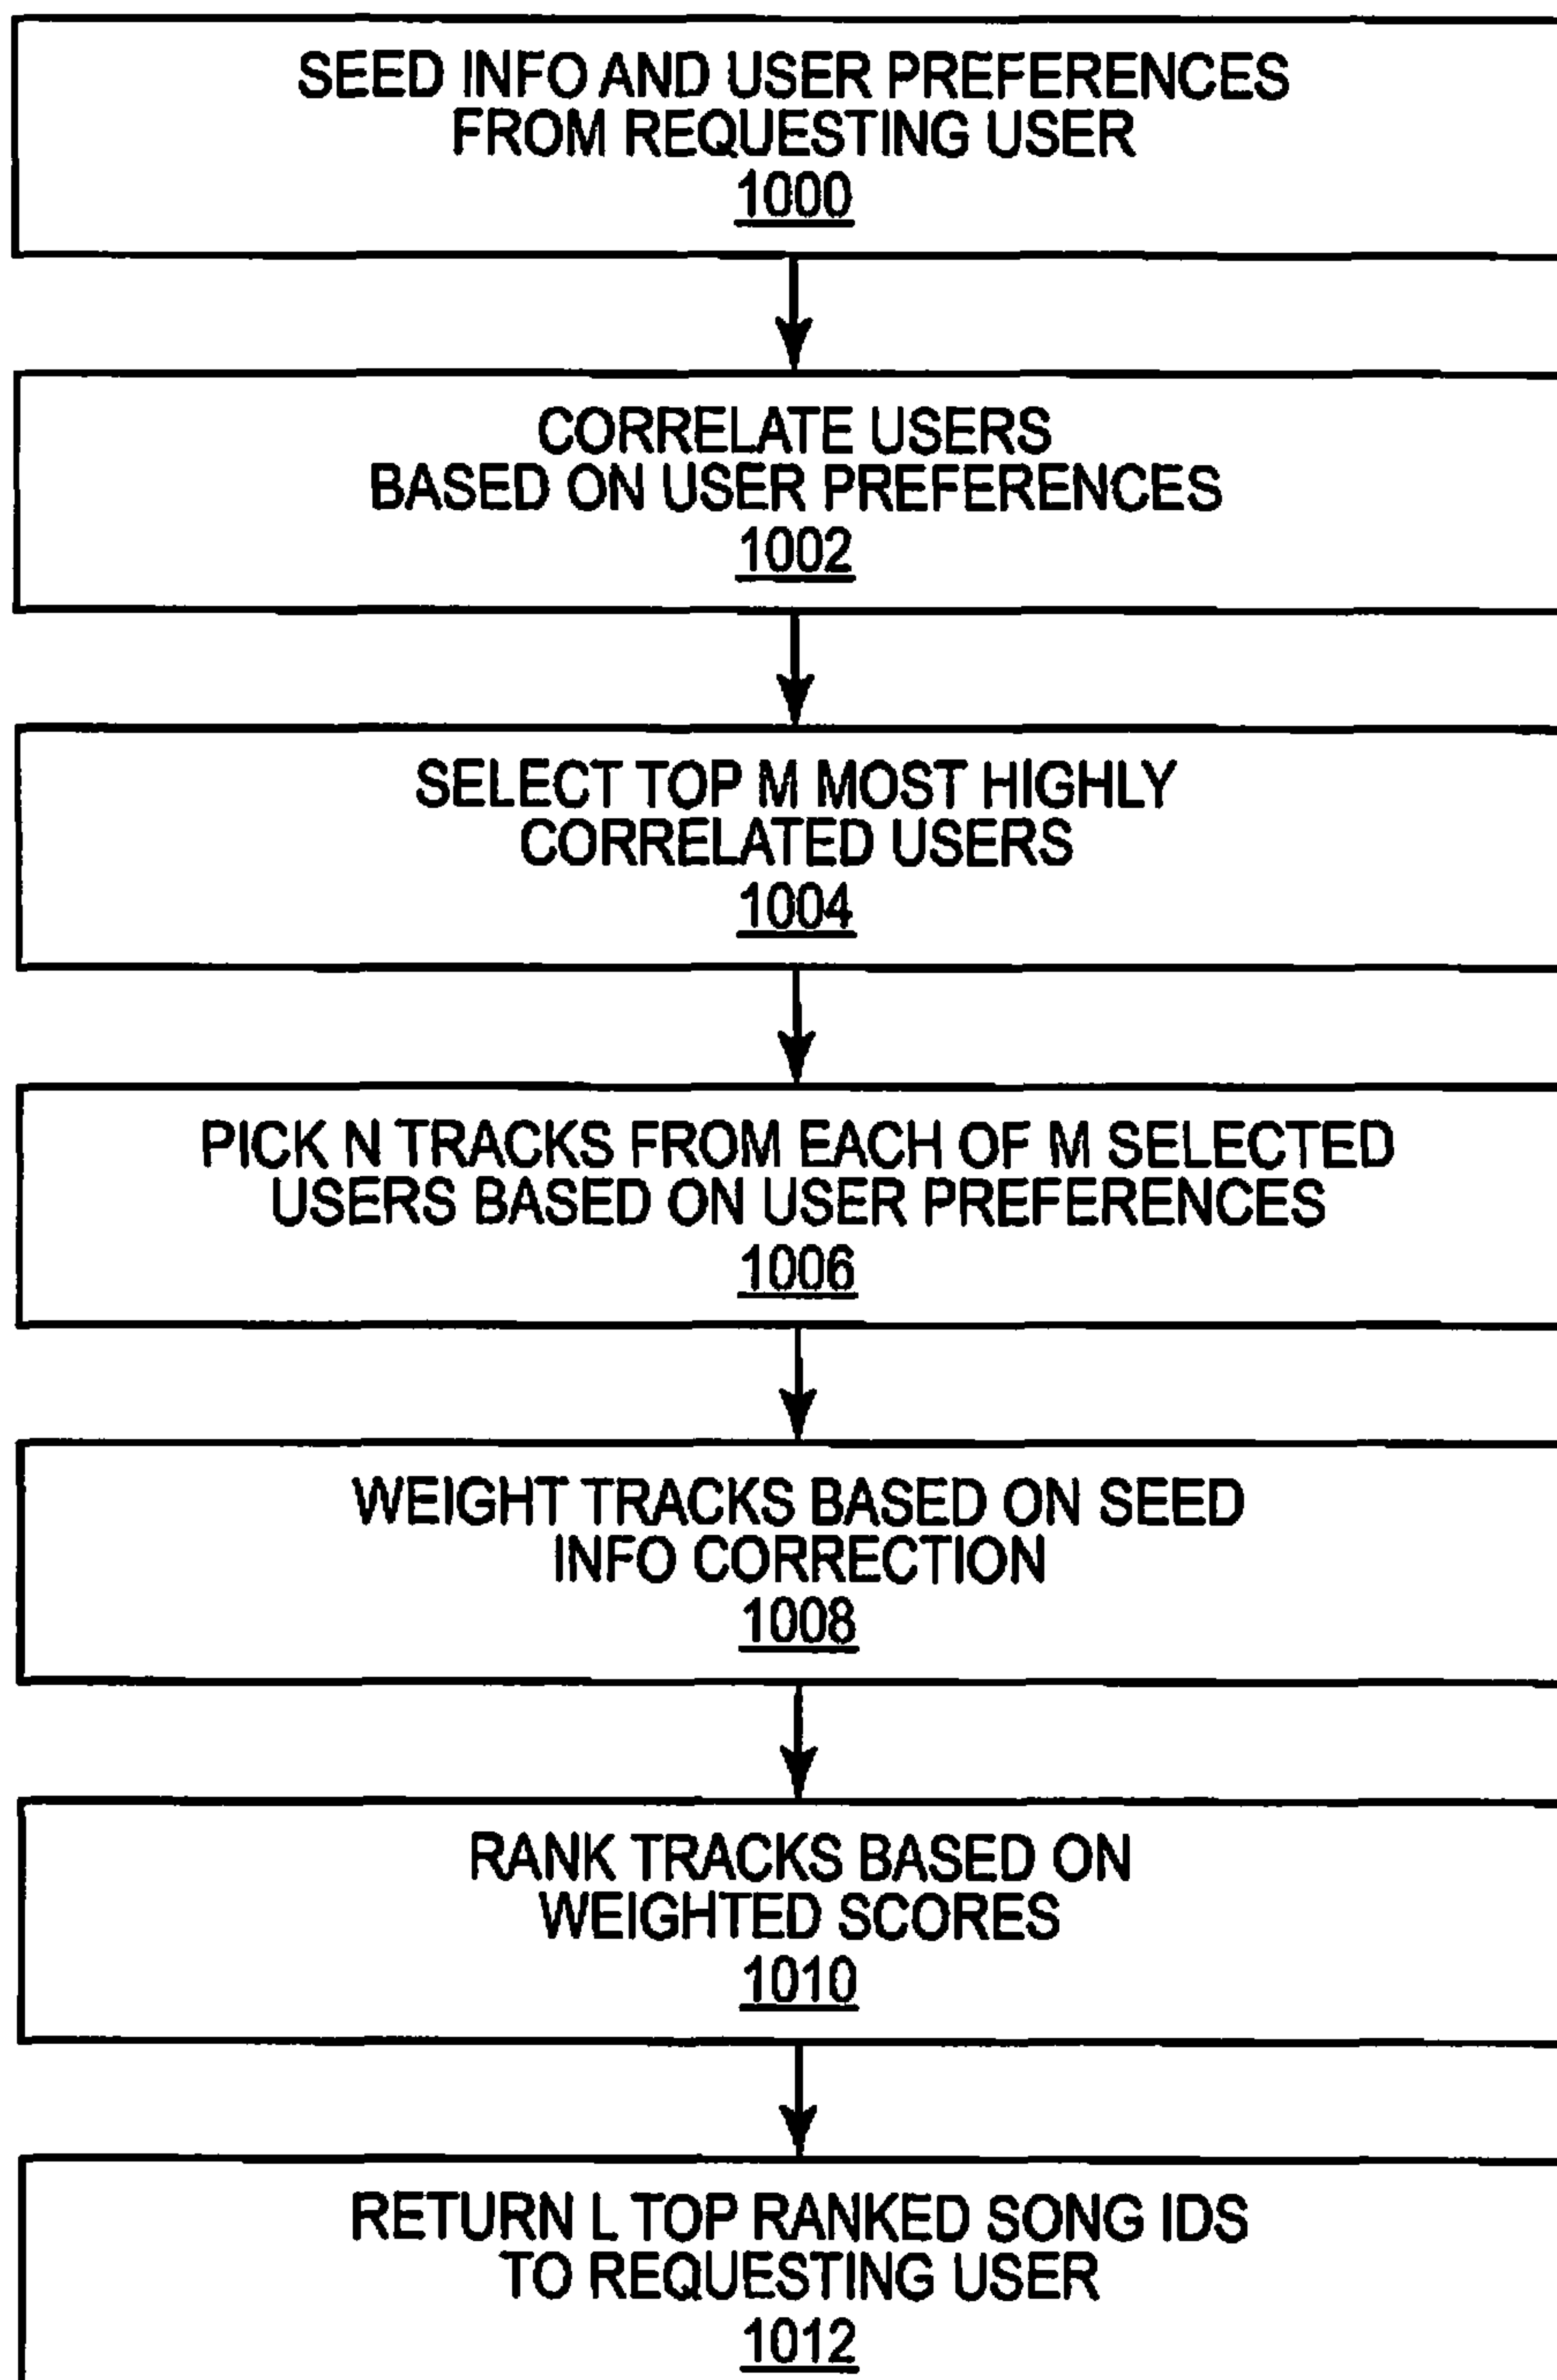 SEED INFO AND USER PREFERENCES
FROM REQUESTING USER
1000
CORRELATE USERS
BASED ON USER PREFERENCES
1002
SELECT TOP M MOST HIGHLY
CORRELATED USERS
1004
PICK N TRACKS FROM EACH OF M SELECTED
USERS BASED ON USER PREFERENCES
1006
WEIGHT TRACKS BASED ON SEED
INFO CORRECTION
1008
RANK TRACKS BASED ON
WEIGHTED SCORES
1010
RETURN L TOP RANKED SONG IDS
TO REQUESTING USER
1012